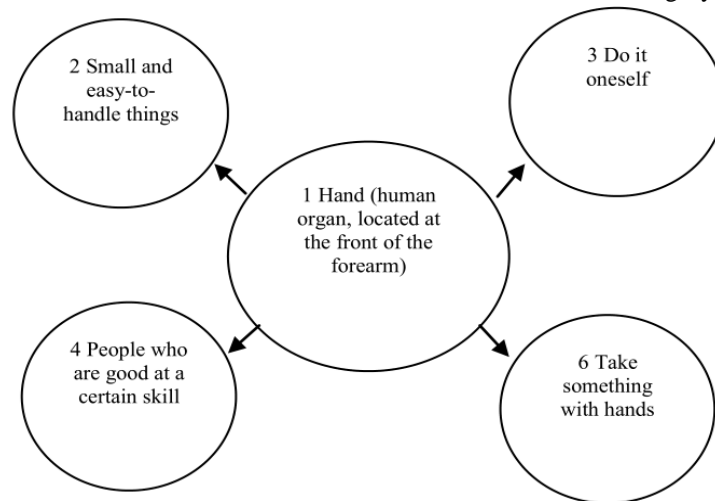 2 Small and
easy-to-
handle things
3 Do it
oneself
1 Hand (human
organ, located at
the front of the
forearm)
4 People who
are good at a
certain skill
6 Take
something
with hands